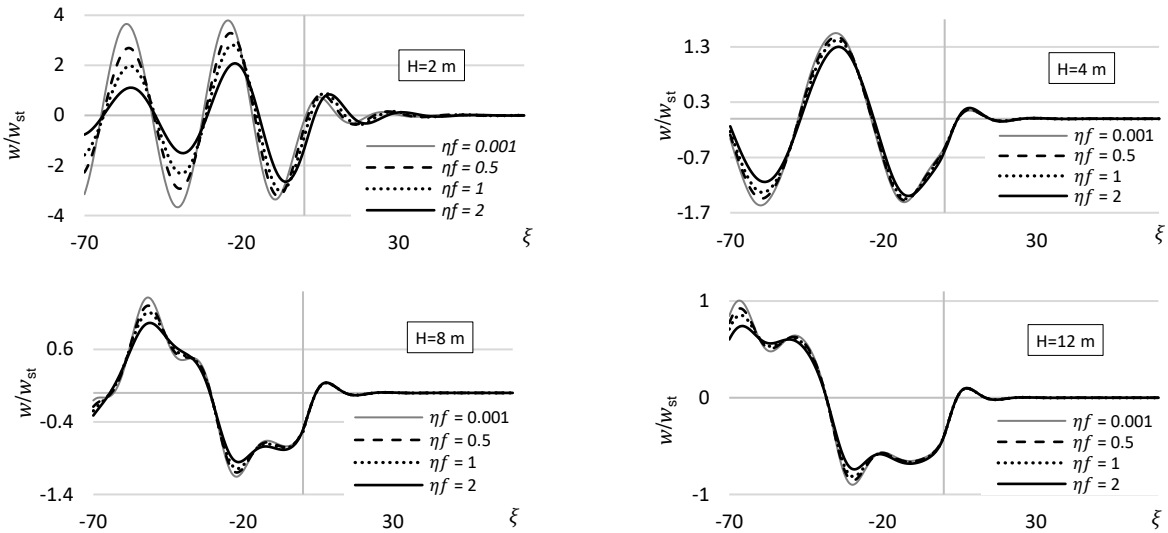 4
2
0
-2
-4
w/wst
H=2 m
ηf = 0.001
ηf = 0.5
ηf = 1
ηf = 2
-70 -20 30 ξ
1.3
0.3
-0.7
-1.7
w/wst
H=4 m
ηf = 0.001
ηf = 0.5
ηf = 1
ηf = 2
-70 -20 30 ξ
0.6
-0.4
-1.4
w/wst
H=8 m
ηf = 0.001
ηf = 0.5
ηf = 1
ηf = 2
-70 -20 30 ξ
1
0
-1
w/wst
H=12 m
ηf = 0.001
ηf = 0.5
ηf = 1
ηf = 2
-70 -20 30 ξ